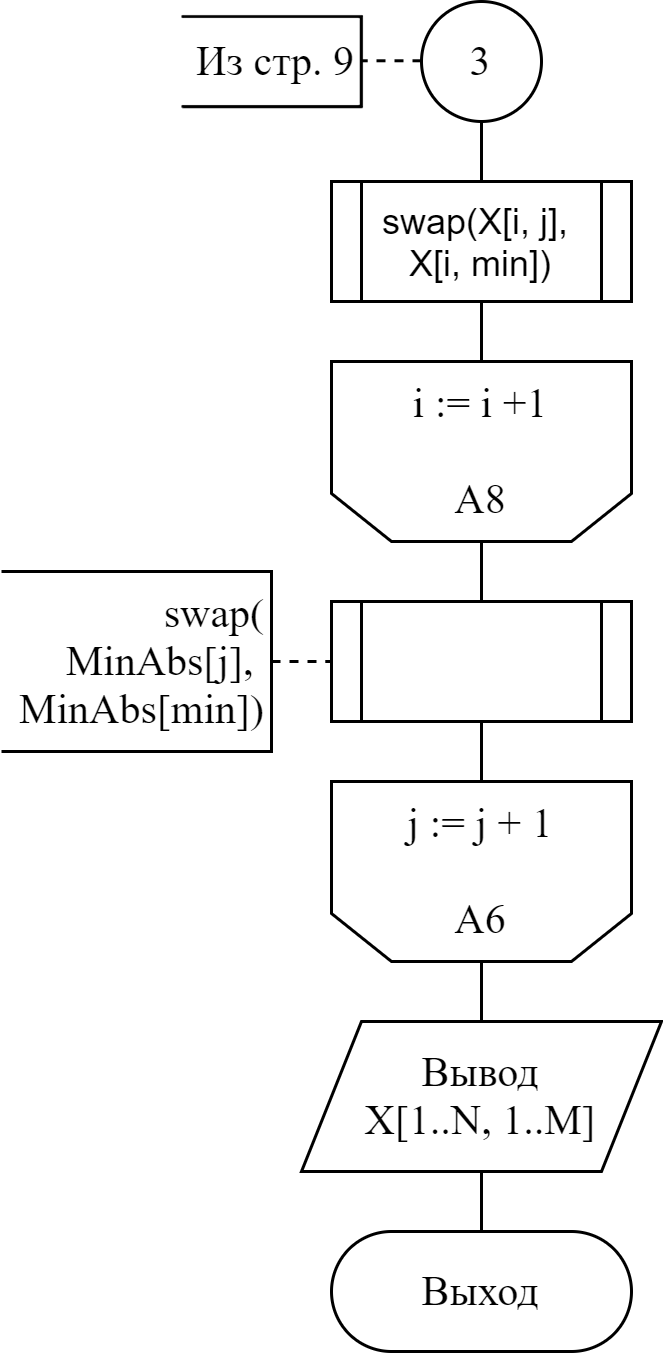 Из стр. 9
3
swap(X[i, j],
X[i, min])
i := i +1
A8
swap(
MinAbs[j],
MinAbs[min])
j := j + 1
A6
Вывод
X[1..N, 1..M]
Выход